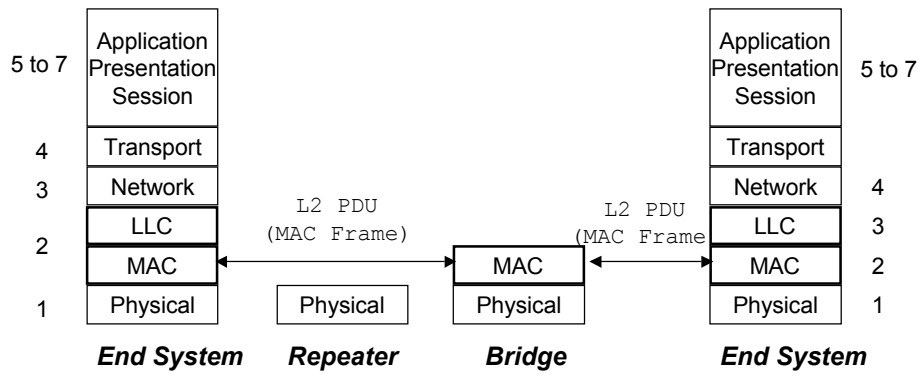 Application
Presentation
Session
5 to 7
Transport
4
Network
3
LLC
2
MAC
Physical
1
L2 PDU
(MAC Frame)
Physical
MAC
Physical
L2 PDU
(MAC Frame
Application
Presentation
Session
5 to 7
Transport
Network
4
LLC
3
MAC
2
Physical
1
End System
Repeater
Bridge
End System